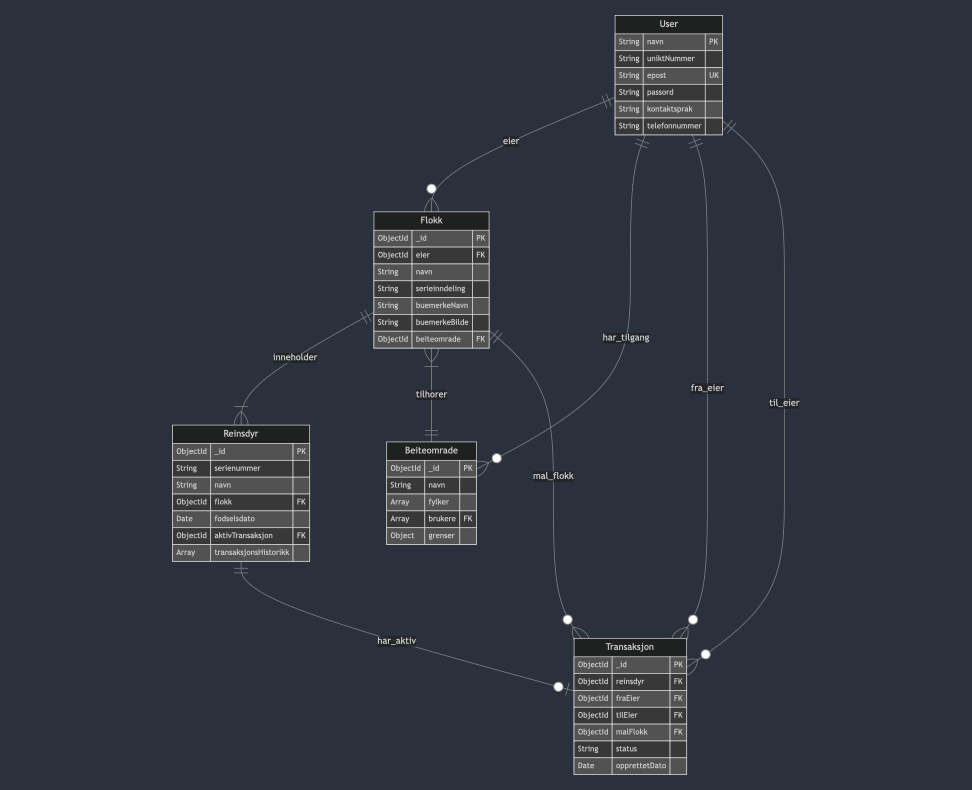 User
String navn PK
String uniktNummer
String epost UK
String passord
String kontaktsprak
String telefonnummer
eier
Flokk
ObjectId _id PK
ObjectId eier FK
String navn
String serieinndeling
String buemerkeNavn
String buemerkeBilde
ObjectId beiteomrade FK
har_tilgang
inneholder
fra_eier
tilhorer
til_eier
Reinsdyr
ObjectId _id PK
String serienummer
String navn
ObjectId flokk FK
Date fodselsdato
ObjectId aktivTransaksjon FK
Array transaksjonsHistorikk
Beiteomrade
ObjectId _id PK
String navn
Array fylker
Array brukere FK
Object grenser
mal_flokk
har_aktiv
Transaksjon
ObjectId _id PK
ObjectId reinsdyr FK
ObjectId fraEier FK
ObjectId tilEier FK
ObjectId malFlokk FK
String status
Date opprettetDato